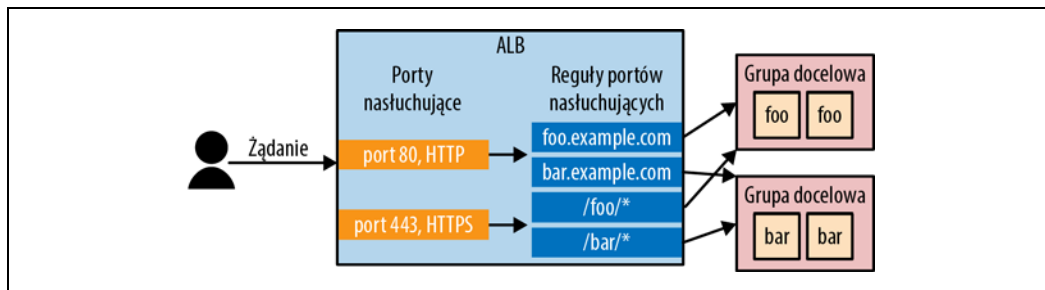 ALB
Porty
nasłuchujące
Reguły portów
nasłuchujących
Żądanie
port 80, HTTP
port 443, HTTPS
foo.example.com
bar.example.com
/foo/*
/bar/*
Grupa docelowa
foo foo
Grupa docelowa
bar bar